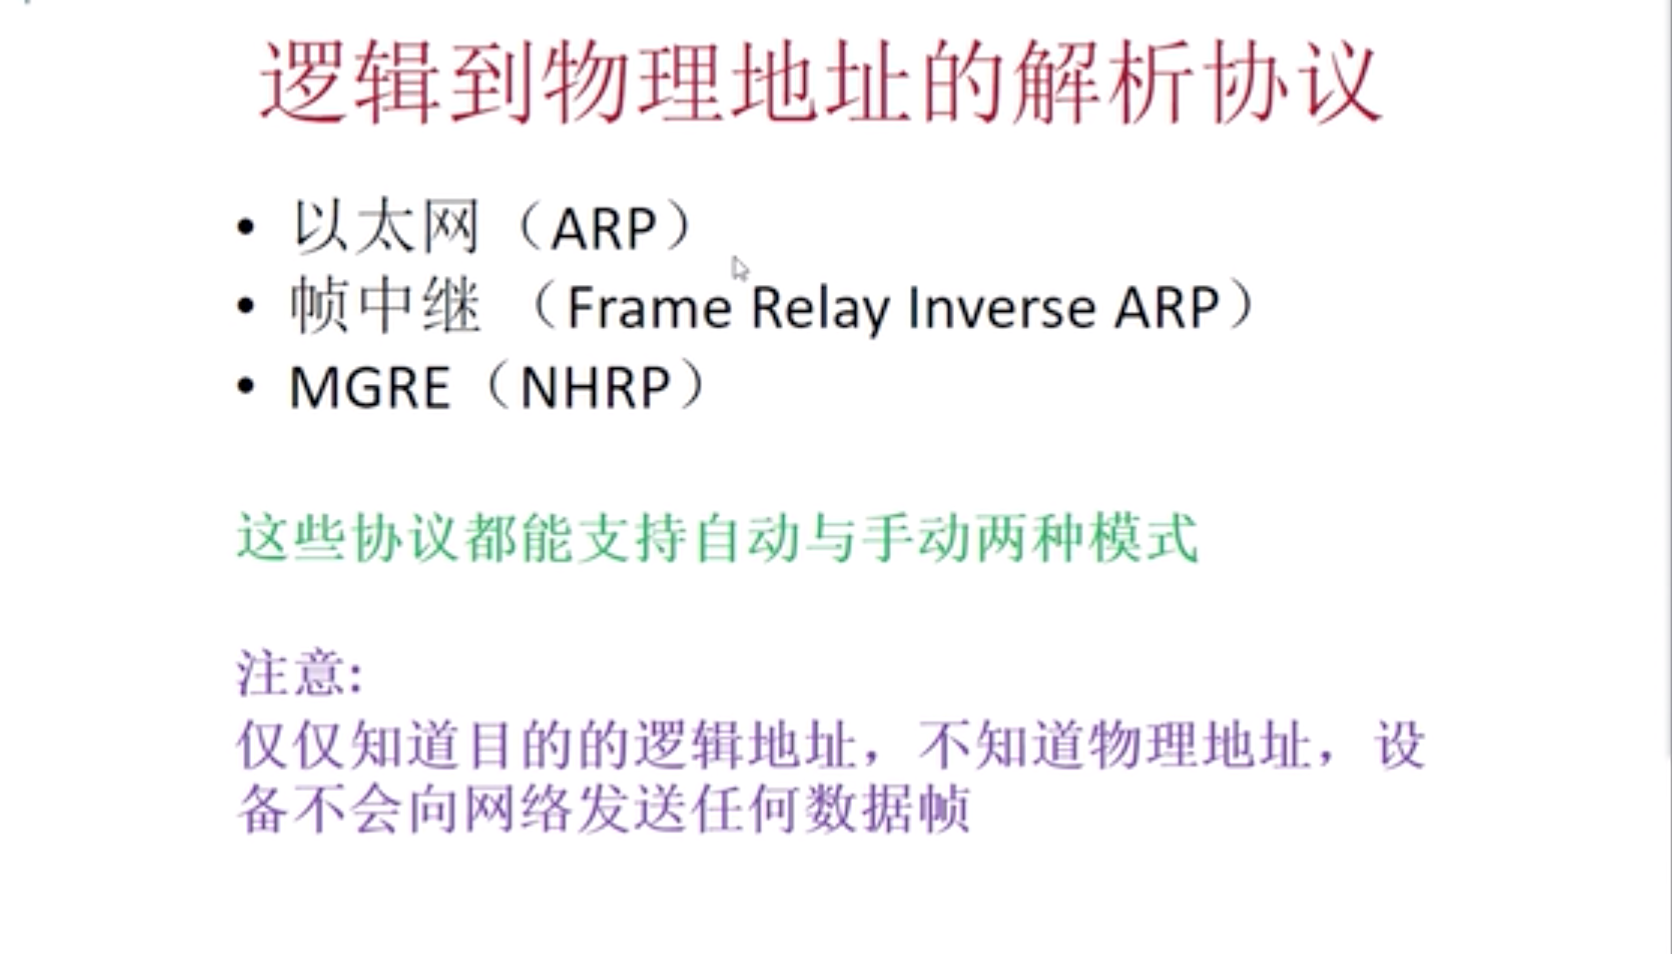 逻辑到物理地址的解析协议
• 以太网（ARP）
• 帧中继 （Frame Relay Inverse ARP）
• MGRE（NHRP）
这些协议都能支持自动与手动两种模式
注意:
仅仅知道目的的逻辑地址，不知道物理地址，设
备不会向网络发送任何数据帧